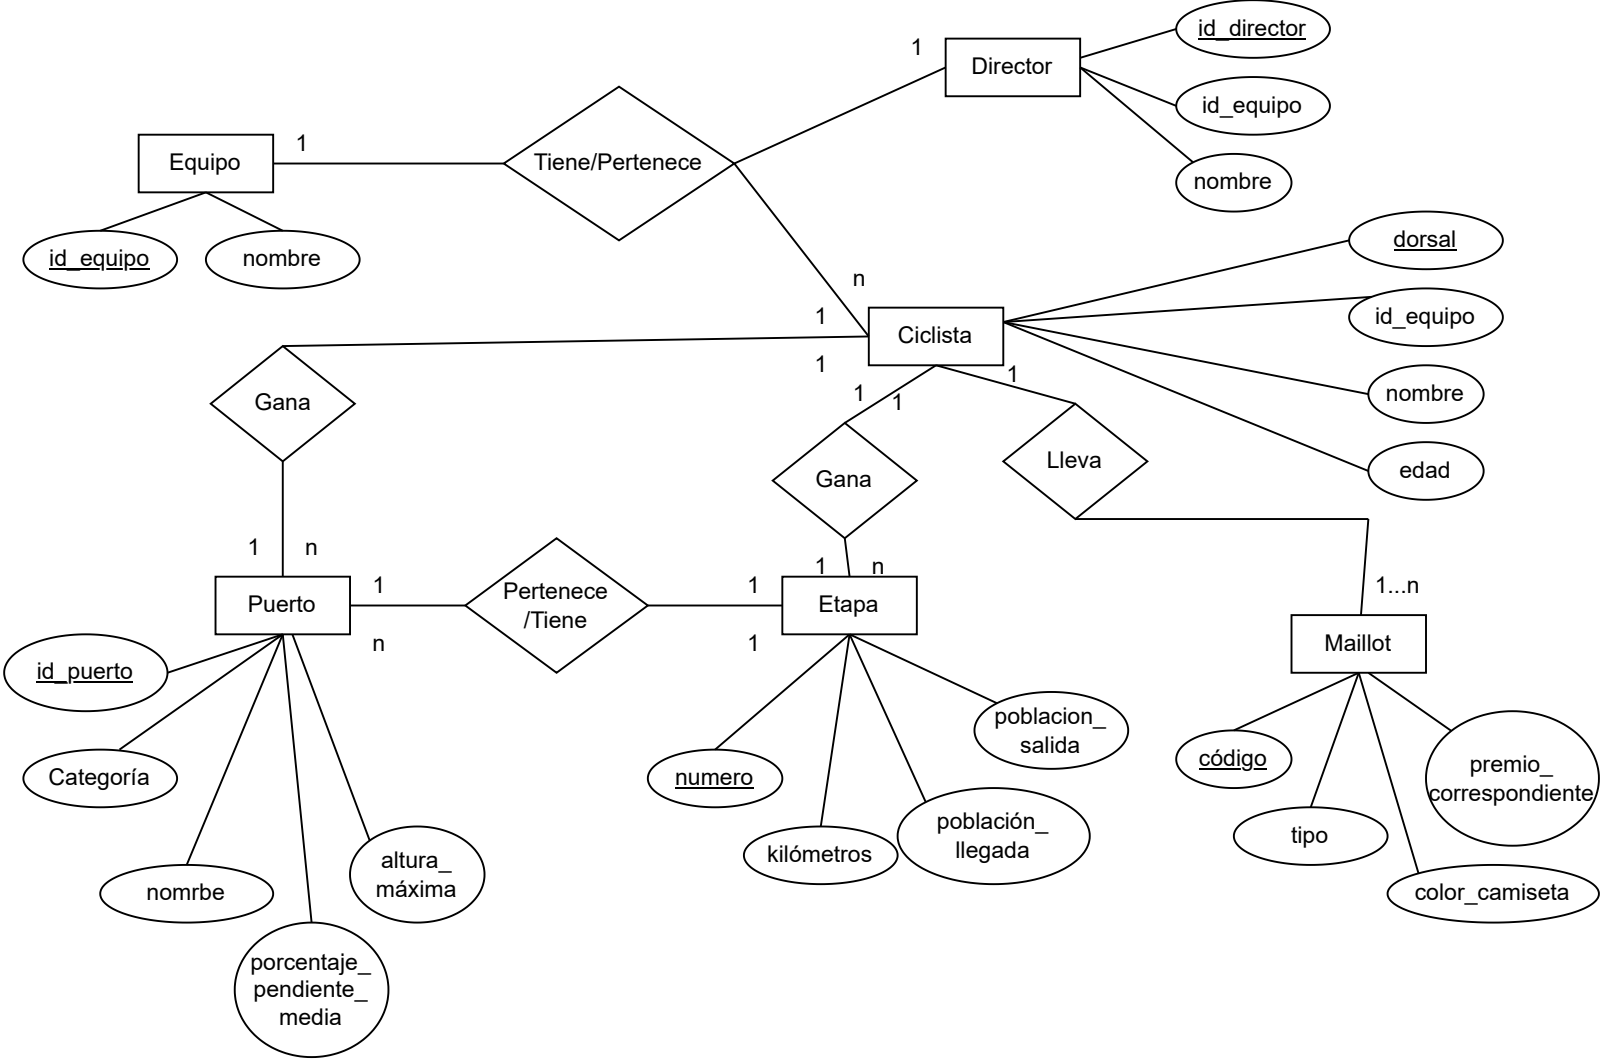 id_director
1
Director
id_equipo
1
Equipo
Tiene/Pertenece
nombre
id_equipo
nombre
dorsal
n
1
Ciclista
id_equipo
1
1
1
1
nombre
Gana
Lleva
edad
Gana
1
n
1
n
1
1
1...n
Puerto
Pertenece
/Tiene
Etapa
n
1
Maillot
id_puerto
poblacion_
salida
Categoría
numero
código
premio_
correspondiente
altura_
máxima
kilómetros
población_
llegada
tipo
nomrbe
color_camiseta
porcentaje_
pendiente_
media